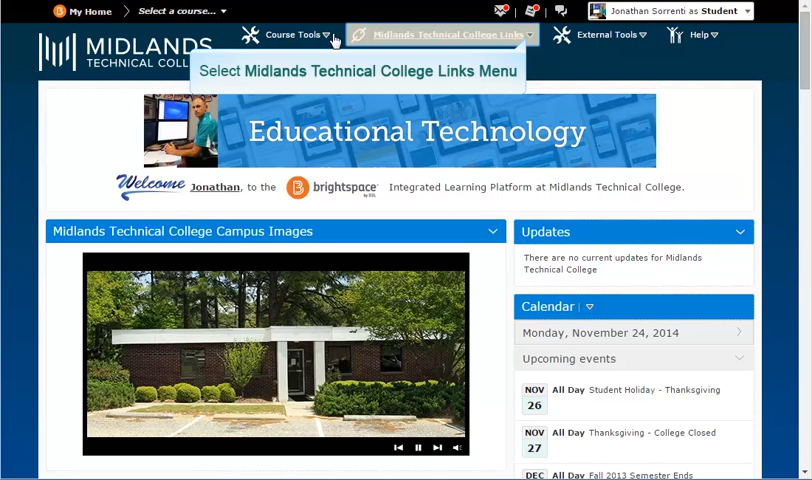 My Home
Select a course...
Jonathan Sorrenti as Student
Course Tools
Midlands Technical College Links
External Tools
Help
MIDLANDS
TECHNICAL COLL
Select Midlands Technical College Links Menu
Educational Technology
Welcome Jonathan, to the brightspace Integrated Learning Platform at Midlands Technical College.
Midlands Technical College Campus Images
Updates
There are no current updates for Midlands
Technical College
Calendar
Monday, November 24, 2014
Upcoming events
NOV
26
All Day Student Holiday - Thanksgiving
NOV
27
All Day Thanksgiving - College Closed
DEC
All Day Fall 2013 Semester Ends